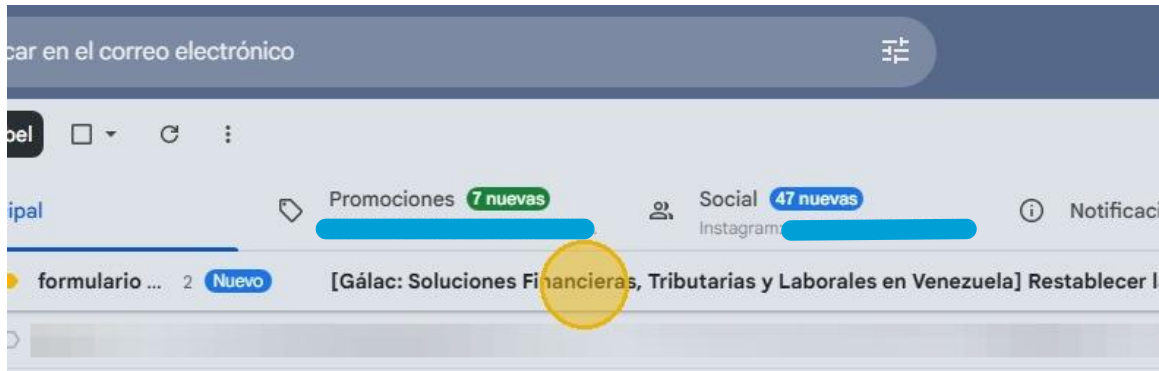 car en el correo electrónico
Promociones 7 nuevas
Social 47 nuevas
ipal
Notificaci
Instagram:
formulario ... 2 Nuevo [Gálac: Soluciones Financieras, Tributarias y Laborales en Venezuela] Restablecer l